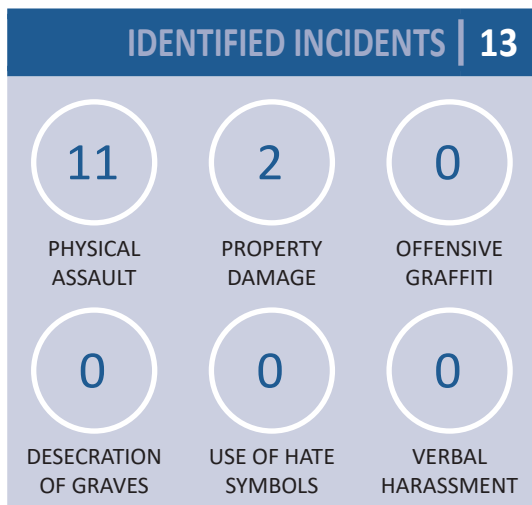 IDENTIFIED INCIDENTS | 13
11
PHYSICAL
ASSAULT
2
PROPERTY
DAMAGE
0
OFFENSIVE
GRAFFITI
0
DESECRATION
OF GRAVES
0
USE OF HATE
SYMBOLS
0
VERBAL
HARASSMENT